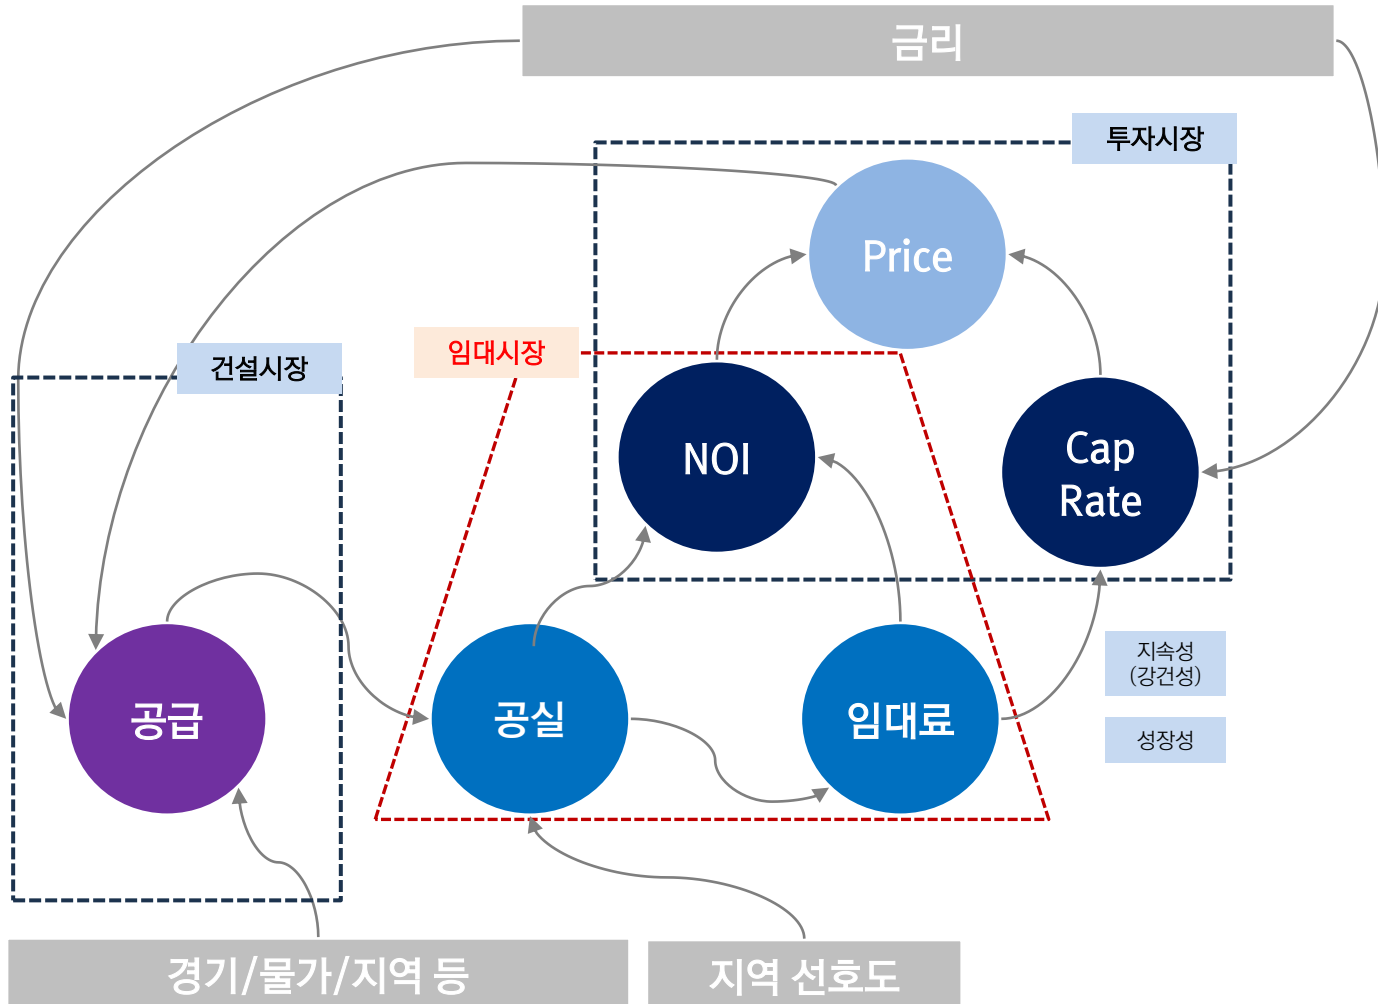 금리
투자시장
Price
임대시장
건설시장
NOI
Cap
Rate
지속성
(강건성)
성장성
공급
공실
임대료
경기/물가/지역 등
지역 선호도